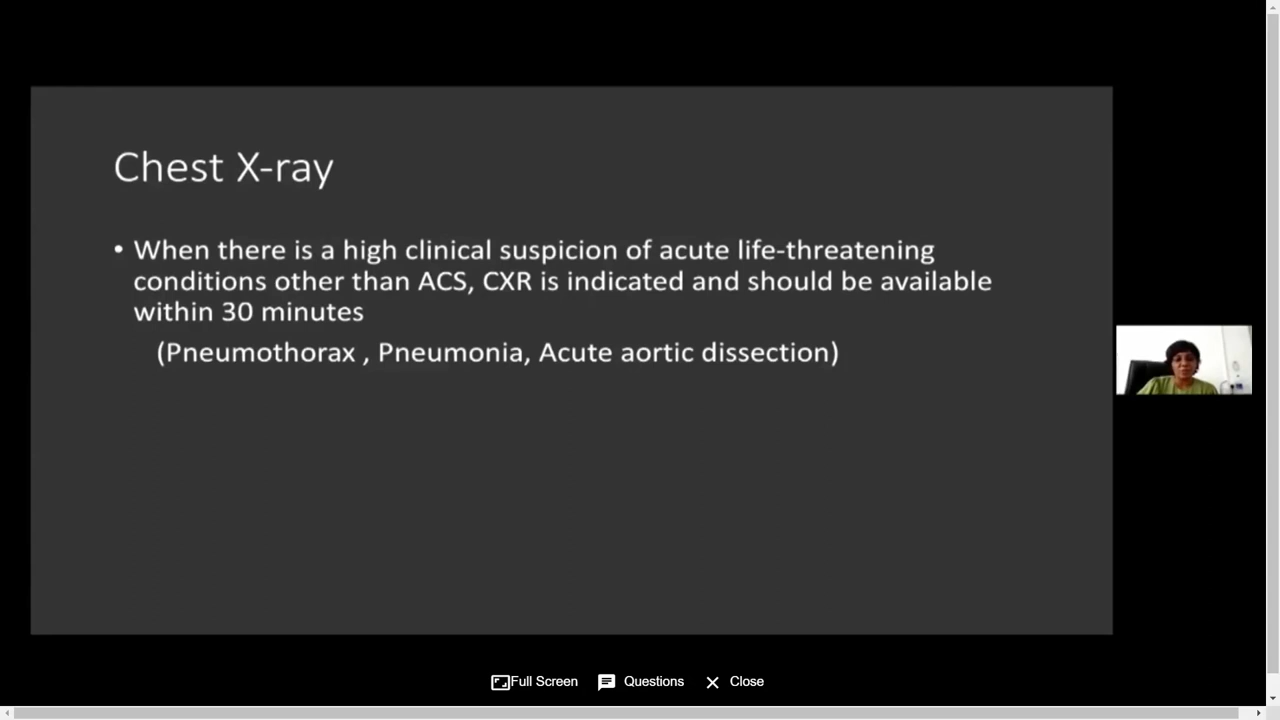 Chest X-ray
• When there is a high clinical suspicion of acute life-threatening
conditions other than ACS, CXR is indicated and should be available
within 30 minutes
(Pneumothorax , Pneumonia, Acute aortic dissection)
Full Screen
Questions
Close